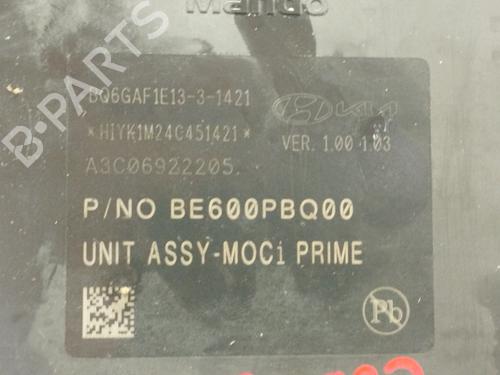 Mando
BQ6GAF1E13-3-1421
*HIYK1M24C451421*
A3C06922205.
VER. 1.00 1.03
P/NO BE600PBQ00
UNIT ASSY-MOCi PRIME
Pb
B-PARTS